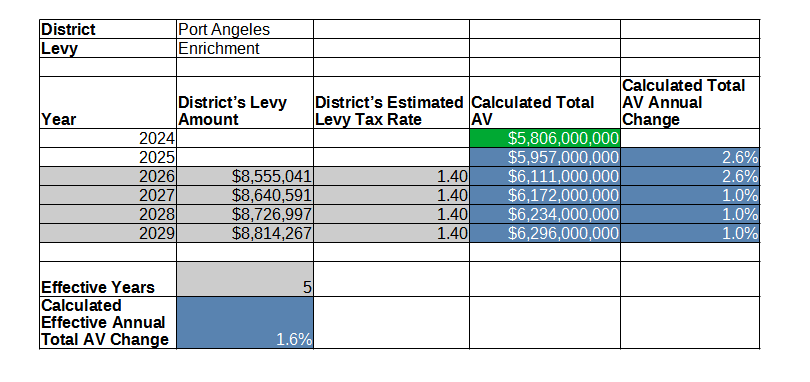 District Port Angeles
Levy Enrichment
Year District’s Levy Amount District’s Estimated Levy Tax Rate Calculated Total AV Calculated Total AV Annual Change
2024 $5,806,000,000
2025 $5,957,000,000 2.6%
2026 $8,555,041 1.40 $6,111,000,000 2.6%
2027 $8,640,591 1.40 $6,172,000,000 1.0%
2028 $8,726,997 1.40 $6,234,000,000 1.0%
2029 $8,814,267 1.40 $6,296,000,000 1.0%
Effective Years 5
Calculated Effective Annual Total AV Change 1.6%